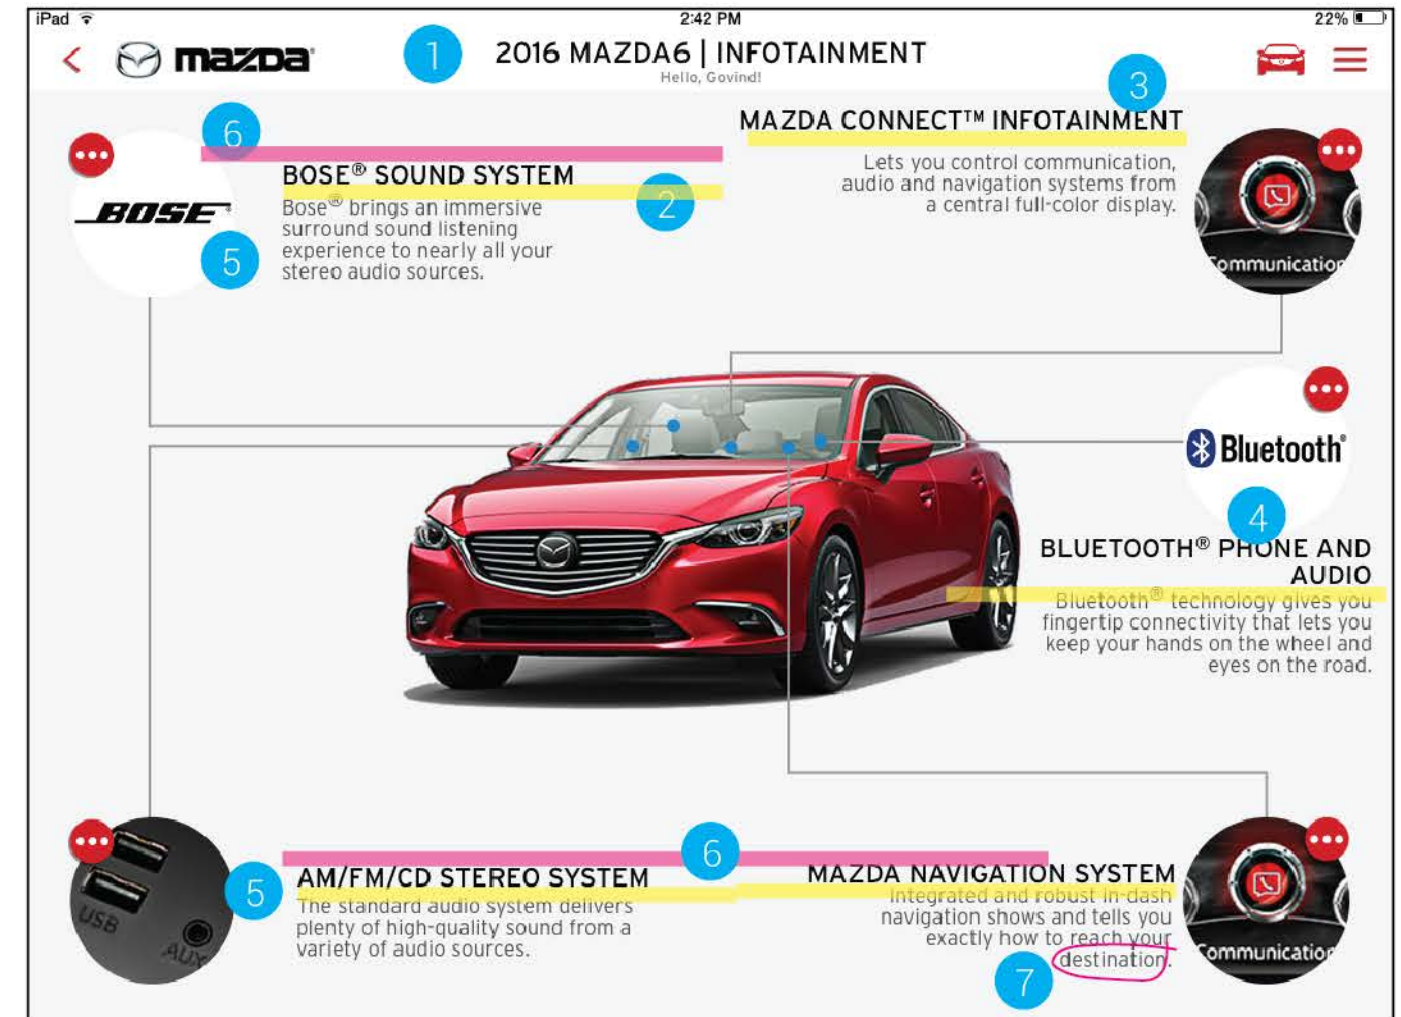 iPad 2:42 PM 22%
mazda
1
2016 MAZDA6 | INFOTAINMENT
Hello, Govind!
3
6
MAZDA CONNECT™ INFOTAINMENT
Lets you control communication,
audio and navigation systems from
a central full-color display.
Communication
BOSE
BOSE® SOUND SYSTEM
2
Bose® brings an immersive
surround sound listening
experience to nearly all your
stereo audio sources.
5
Bluetooth®
4
BLUETOOTH® PHONE AND
AUDIO
Bluetooth® technology gives you
fingertip connectivity that lets you
keep your hands on the wheel and
eyes on the road.
6
USB
AUX
5
AM/FM/CD STEREO SYSTEM
The standard audio system delivers
plenty of high-quality sound from a
variety of audio sources.
MAZDA NAVIGATION SYSTEM
Integrated and robust in-dash
navigation shows and tells you
exactly how to reach your
destination.
7
Communication